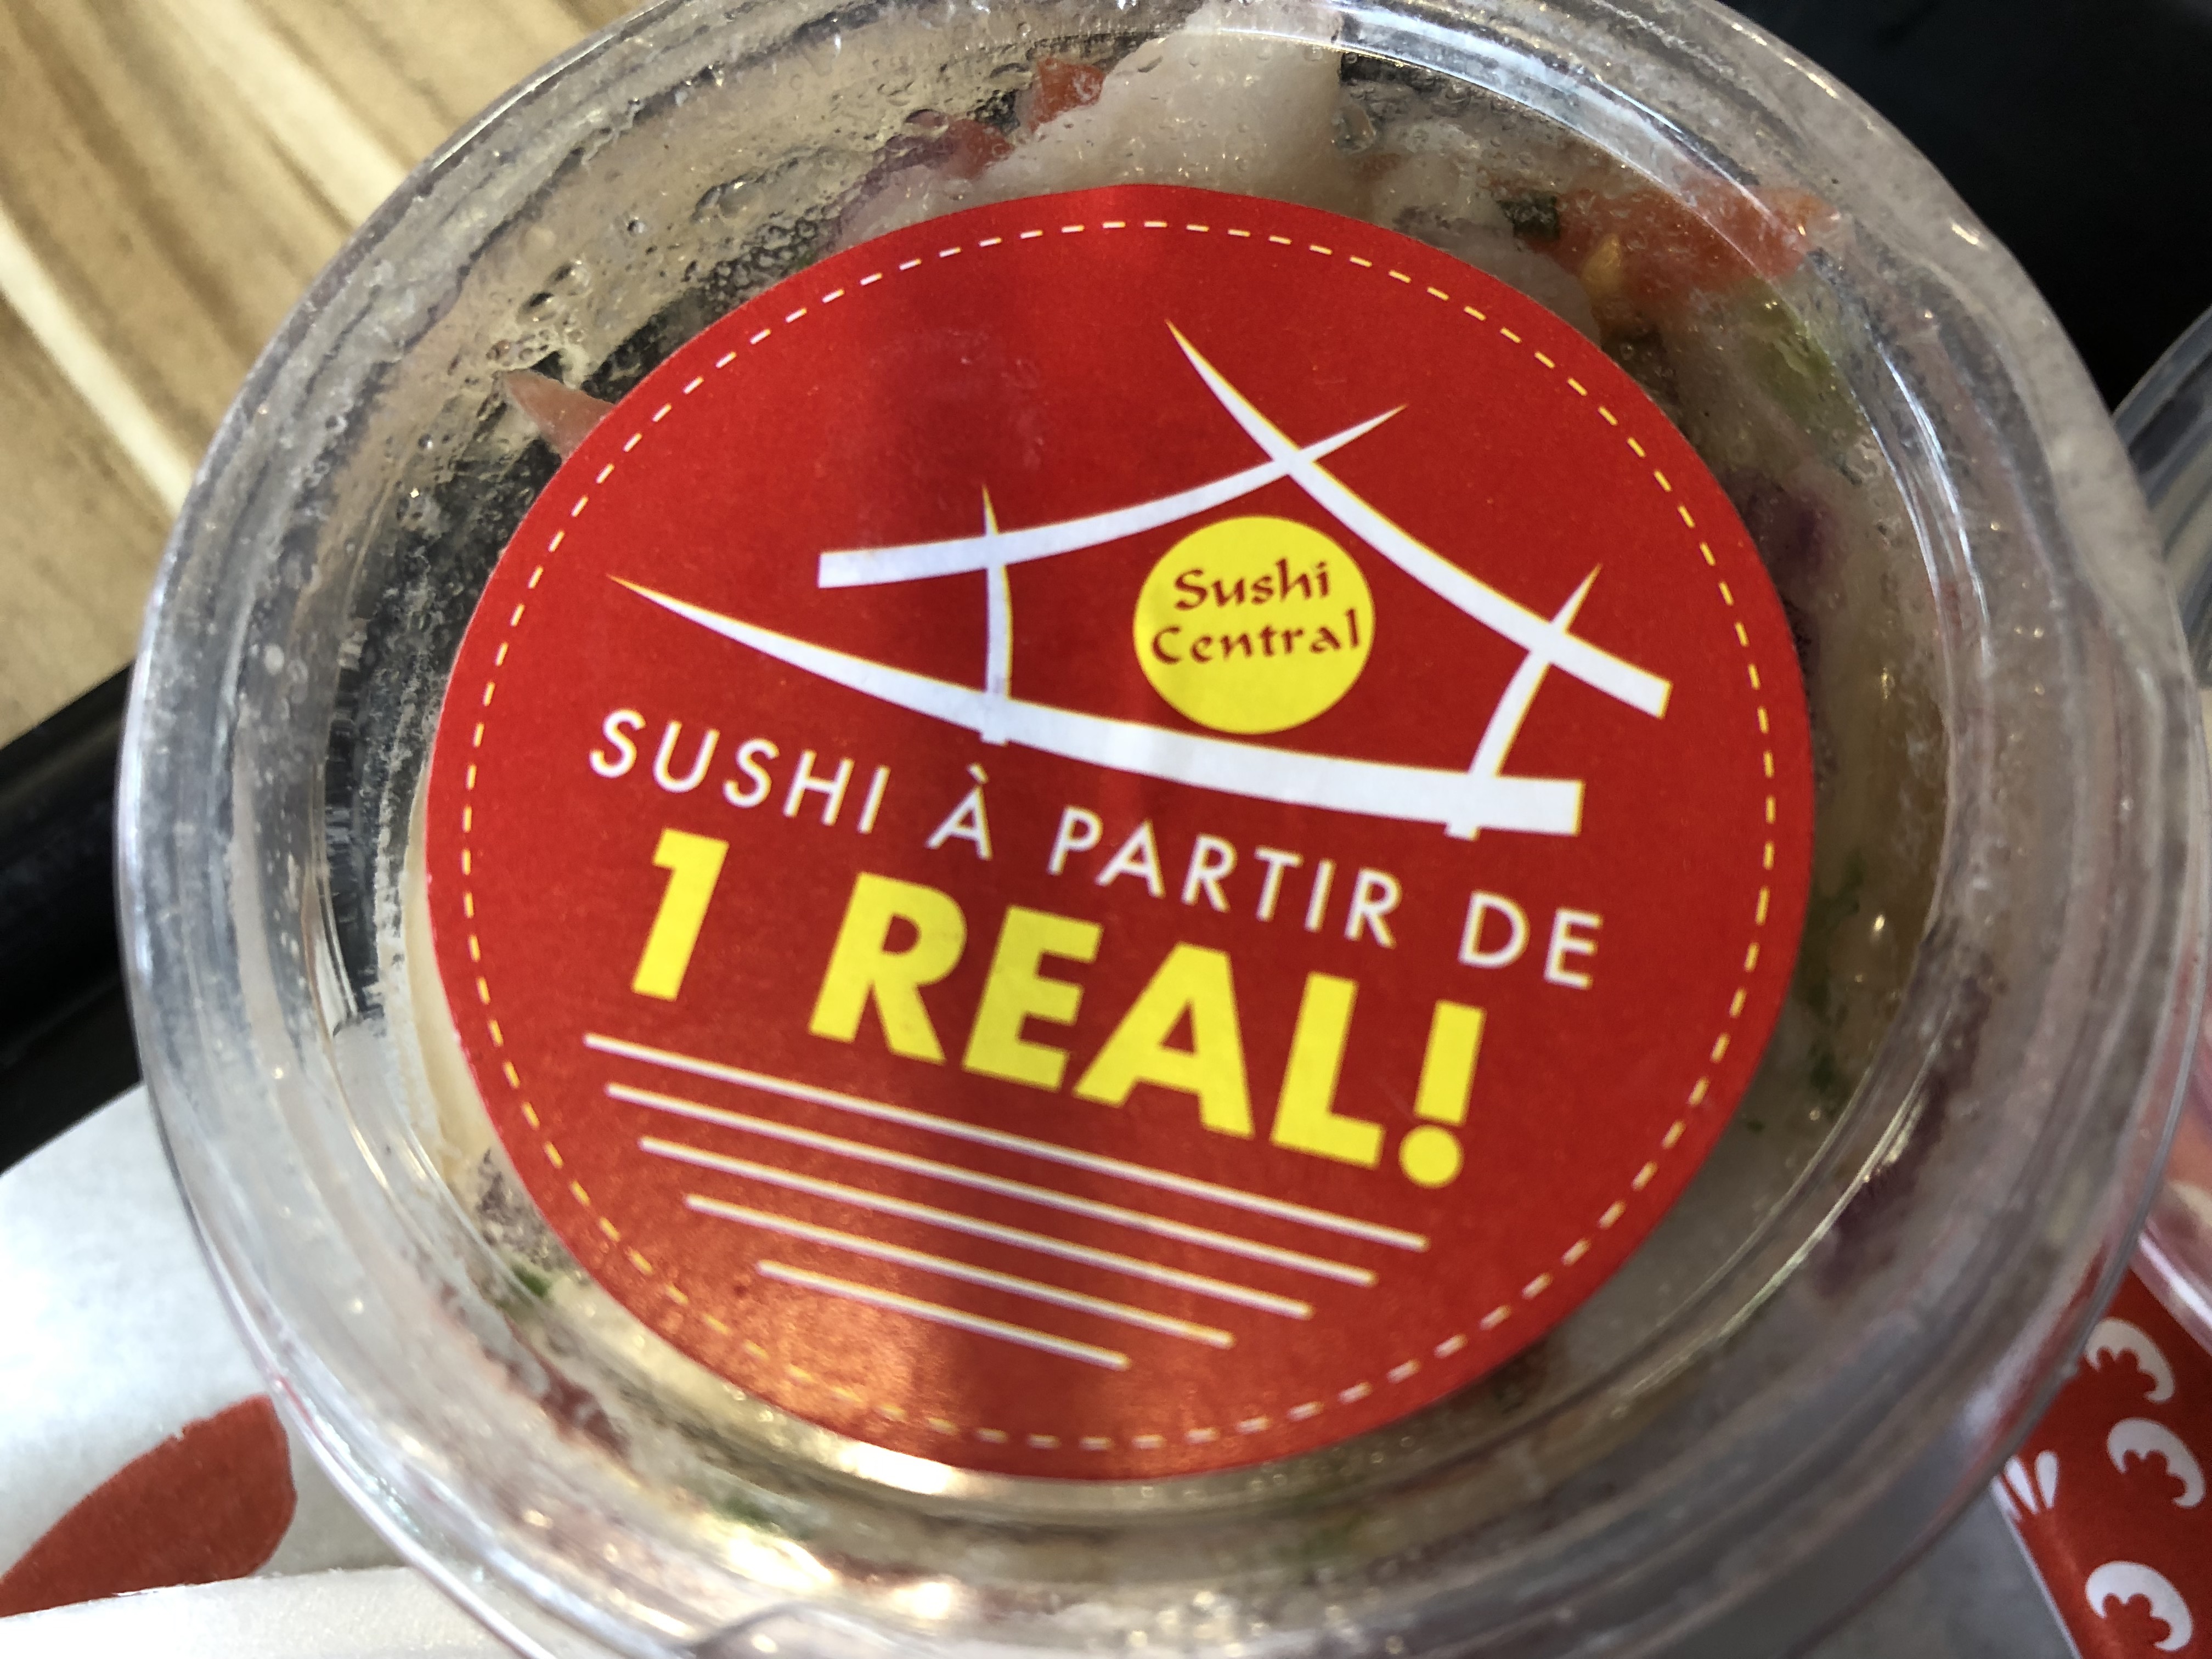 Sushi
Central
SUSHI À PARTIR DE
1 REAL!